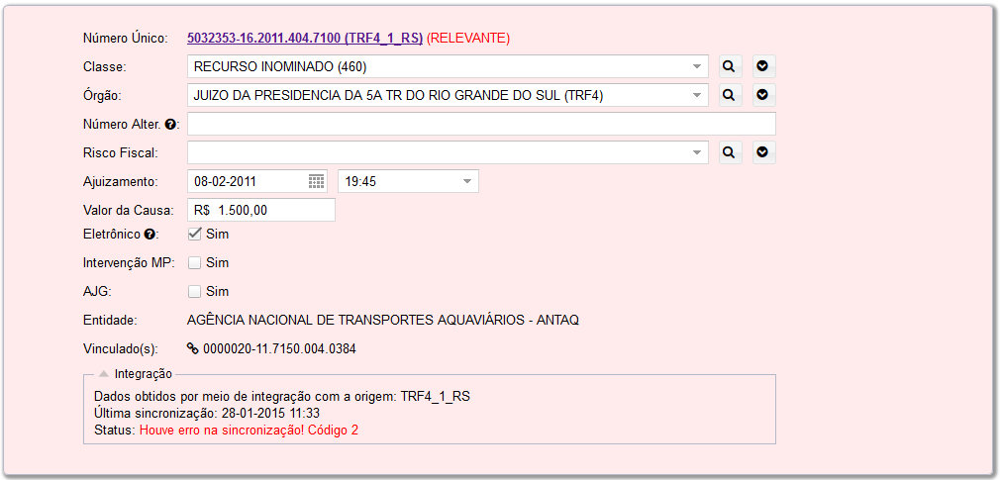 Número Único: 5032353-16.2011.404.7100 (TRF4_1_RS) (RELEVANTE)
Classe: RECURSO INOMINADO (460)
Órgão: JUIZO DA PRESIDENCIA DA 5A TR DO RIO GRANDE DO SUL (TRF4)
Número Alter. ?:
Risco Fiscal:
Ajuizamento: 08-02-2011 19:45
Valor da Causa: R$ 1.500,00
Eletrônico ?: Sim
Intervenção MP: Sim
AJG: Sim
Entidade: AGÊNCIA NACIONAL DE TRANSPORTES AQUAVIÁRIOS - ANTAQ
Vinculado(s): 0000020-11.7150.004.0384
Integração
Dados obtidos por meio de integração com a origem: TRF4_1_RS
Última sincronização: 28-01-2015 11:33
Status: Houve erro na sincronização! Código 2